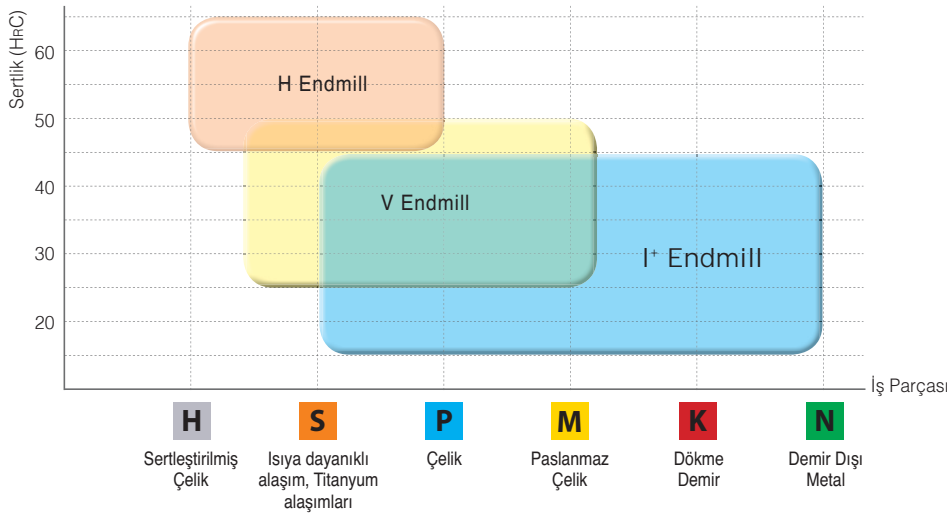 Sertlik (HRC)
60
50
40
30
20
H Endmill
V Endmill
I⁺ Endmill
İş Parçası
H
S
P
M
K
N
Sertleştirilmiş
Çelik
Isıya dayanıklı
alaşım, Titanyum
alaşımları
Çelik
Paslanmaz
Çelik
Dökme
Demir
Demir Dışı
Metal